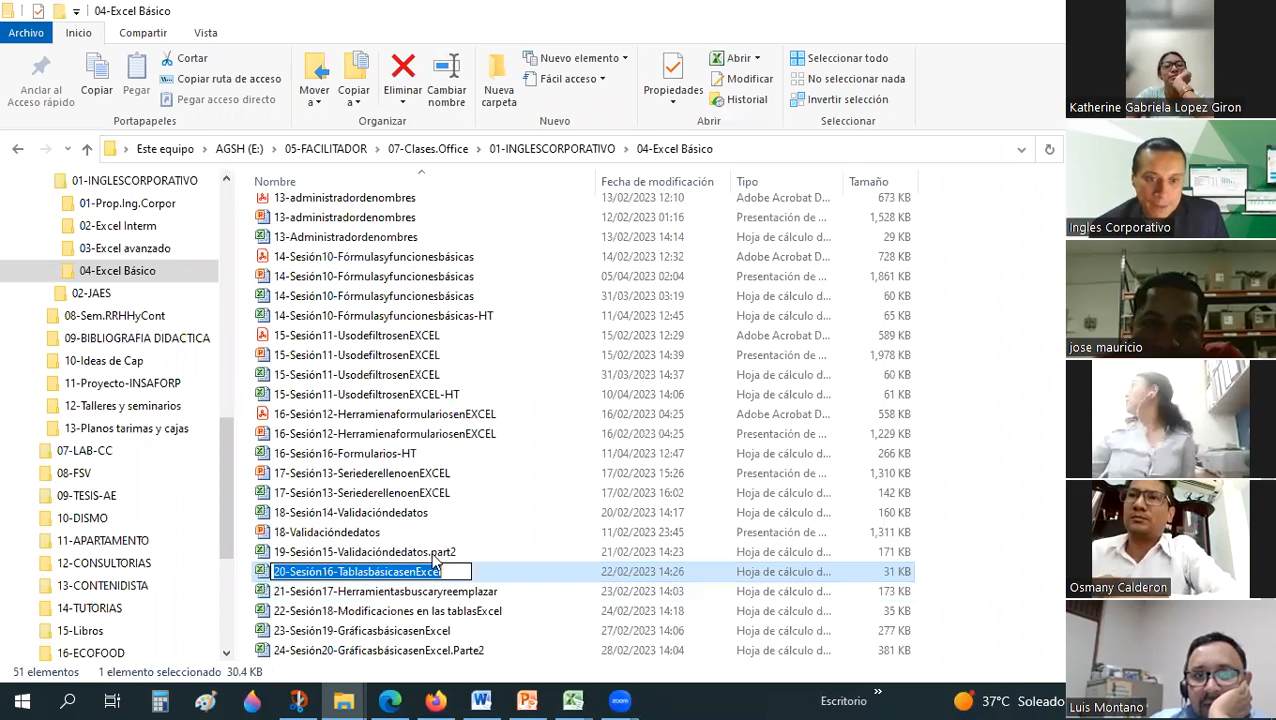 04-Excel Básico
Archivo
Inicio
Compartir
Vista
Anclar al
Acceso rápido
Copiar
Pegar
Cortar
Copiar ruta de acceso
Pegar acceso directo
Portapapeles
Mover
a
Copiar
a
Eliminar
Cambiar
nombre
Organizar
Nueva
carpeta
Nuevo elemento
Fácil acceso
Nuevo
Propiedades
Abrir
Modificar
Historial
Abrir
Seleccionar todo
No seleccionar nada
Invertir selección
Seleccionar
Este equipo > AGSH (E:) > 05-FACILITADOR > 07-Clases.Office > 01-INGLESCORPORATIVO > 04-Excel Básico
01-INGLESCORPORATIVO
01-Prop.Ing.Corpor
02-Excel Interm
03-Excel avanzado
04-Excel Básico
02-JAES
08-Sem.RRHHyCont
09-BIBLIOGRAFIA DIDACTICA
10-Ideas de Cap
11-Proyecto-INSAFORP
12-Talleres y seminarios
13-Planos tarimas y cajas
07-LAB-CC
08-FSV
09-TESIS-AE
10-DISMO
11-APARTAMENTO
12-CONSULTORIAS
13-CONTENIDISTA
14-TUTORIAS
15-Libros
16-ECOFOOD
Nombre Fecha de modificación Tipo Tamaño
13-administradordenombres 13/02/2023 12:10 Adobe Acrobat D... 673 KB
13-administradordenombres 12/02/2023 01:16 Presentación de ... 1,528 KB
13-Administradordenombres 13/02/2023 14:14 Hoja de cálculo d... 29 KB
14-Sesión10-Fórmulasyfuncionesbásicas 14/02/2023 12:32 Adobe Acrobat D... 728 KB
14-Sesión10-Fórmulasyfuncionesbásicas 05/04/2023 02:04 Presentación de ... 1,861 KB
14-Sesión10-Fórmulasyfuncionesbásicas 31/03/2023 03:19 Hoja de cálculo d... 60 KB
14-Sesión10-Fórmulasyfuncionesbásicas-HT 11/04/2023 12:45 Hoja de cálculo d... 65 KB
15-Sesión11-UsodefiltrosenEXCEL 15/02/2023 12:29 Adobe Acrobat D... 589 KB
15-Sesión11-UsodefiltrosenEXCEL 15/02/2023 14:39 Presentación de ... 1,978 KB
15-Sesión11-UsodefiltrosenEXCEL 31/03/2023 14:37 Hoja de cálculo d... 60 KB
15-Sesión11-UsodefiltrosenEXCEL-HT 10/04/2023 14:06 Hoja de cálculo d... 61 KB
16-Sesión12-HerramienaformulariosenEXCEL 16/02/2023 04:25 Adobe Acrobat D... 558 KB
16-Sesión12-HerramienaformulariosenEXCEL 16/02/2023 04:25 Presentación de ... 1,229 KB
16-Sesión16-Formularios-HT 11/04/2023 12:47 Hoja de cálculo d... 266 KB
17-Sesión13-SeriederellenoenEXCEL 17/02/2023 15:26 Presentación de ... 1,310 KB
17-Sesión13-SeriederellenoenEXCEL 17/02/2023 16:02 Hoja de cálculo d... 142 KB
18-Sesión14-Validacióndedatos 20/02/2023 14:17 Hoja de cálculo d... 160 KB
18-Validacióndedatos 11/02/2023 23:45 Presentación de ... 1,311 KB
19-Sesión15-Validacióndedatos.part2 21/02/2023 14:23 Hoja de cálculo d... 171 KB
20-Sesión16-TablasbásicasenExcel 22/02/2023 14:26 Hoja de cálculo d... 31 KB
21-Sesión17-Herramientasbuscaryreemplazar 23/02/2023 14:03 Hoja de cálculo d... 173 KB
22-Sesión18-Modificaciones en las tablasExcel 24/02/2023 14:18 Hoja de cálculo d... 35 KB
23-Sesión19-GráficasbásicasenExcel 27/02/2023 14:06 Hoja de cálculo d... 277 KB
24-Sesión20-GráficasbásicasenExcel.Parte2 28/02/2023 14:04 Hoja de cálculo d... 381 KB
51 elementos 1 elemento seleccionado 30.4 KB
Escritorio » 37°C Soleado
Katherine Gabriela Lopez Giron
Ingles Corporativo
jose mauricio
Osmany Calderon
Luis Montano